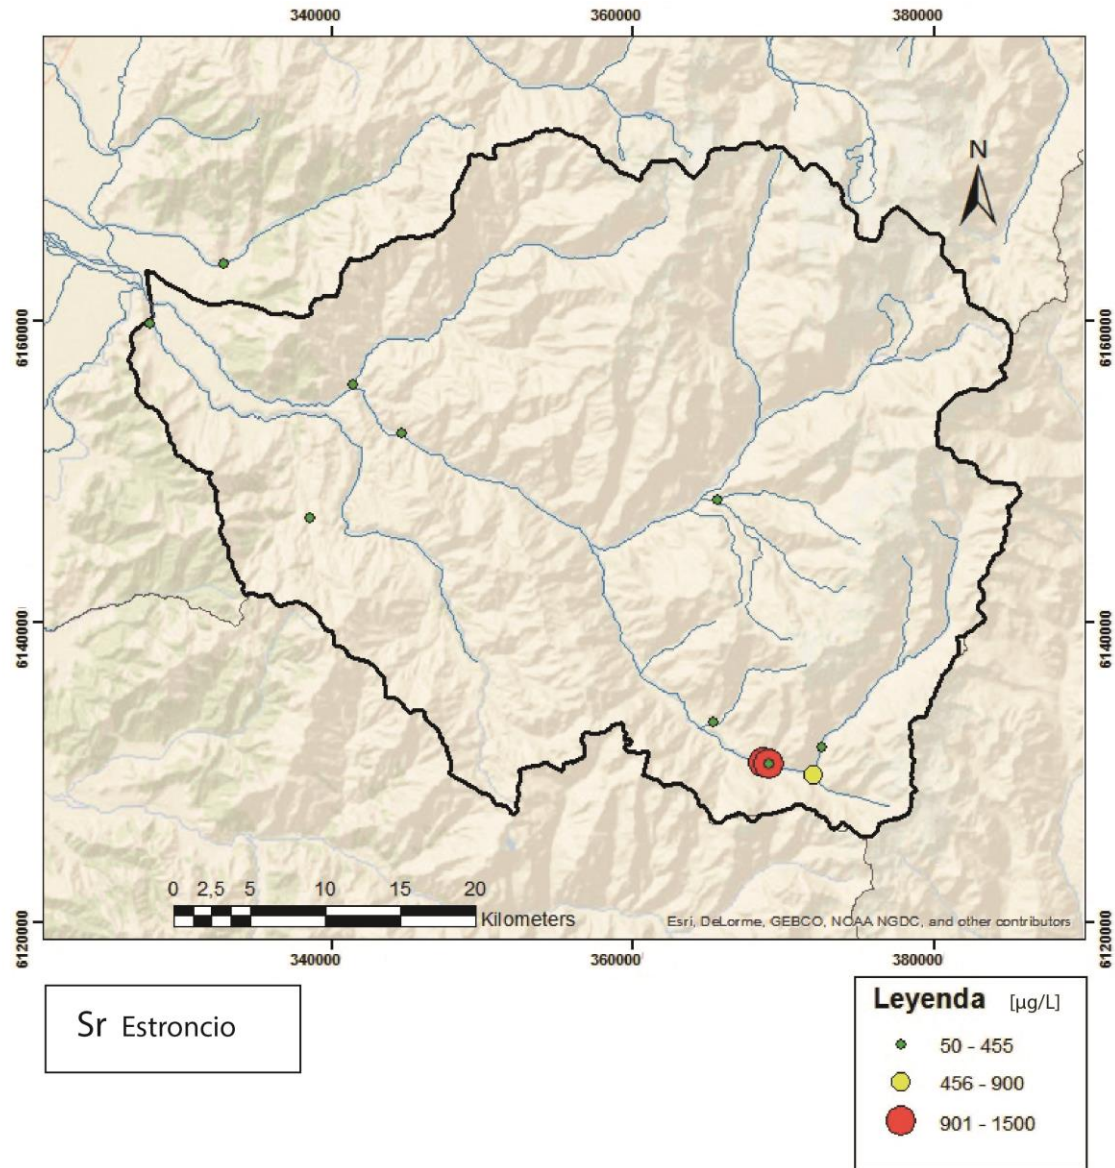 340000 360000 380000
N
6160000 6160000
6140000 6140000
6120000 6120000
0 2,5 5 10 15 20
Kilometers
Esri, DeLorme, GEBCO, NOAA NGDC, and other contributors
340000 360000 380000
Sr Estroncio
Leyenda [µg/L]
50 - 455
456 - 900
901 - 1500